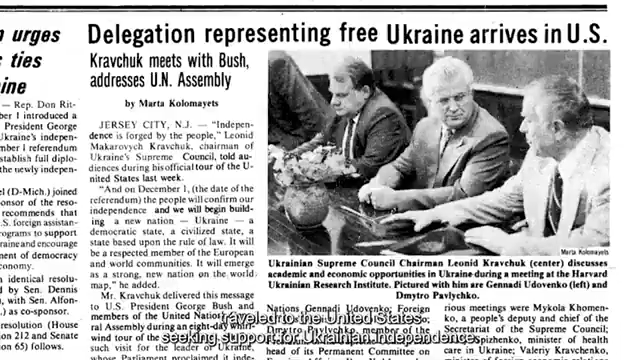 n urges
ties
ine
— Rep. Don Rit-
ber 1 introduced a
President George
Ukraine's indepen-
ber 1 referendum
establish full diplo-
the newly indepen-
el (D-Mich.) joined
onsor of the reso-
recommends that
U.S. foreign assistan-
rograms to support
raine and encourage
ment of democracy
conomy.
n identical resolu-
d by Sen. Dennis
), with Sen. Alfon-
.) as co-sponsor.
resolution (House
on 212 and Senate
on 65) follows.
Delegation representing free Ukraine arrives in U.S.
Kravchuk meets with Bush,
addresses U.N. Assembly
by Marta Kolomayets
JERSEY CITY, N.J. — "Indepen-
dence is forged by the people," Leonid
Makarovych Kravchuk, chairman of
Ukraine's Supreme Council, told au-
diences during his official tour of the U-
nited States last week.
"And on December 1, (the date of the
referendum) the people will confirm our
independence and we will begin build-
ing a new nation — Ukraine — a
democratic state, a civilized state, a
state based upon the rule of law. It will
be a respected member of the European
and world communities. It will emerge
as a strong, new nation on the world
map," he added.
Mr. Kravchuk delivered this message
to U.S. President George Bush and
members of the United Nations
ral Assembly during an eight-day whirl-
wind tour of the
such visit for the leader of Ukraine,
whose Parliament proclaimed its inde-
Marta Kolomayets
Ukrainian Supreme Council Chairman Leonid Kravchuk (center) discusses
academic and economic opportunities in Ukraine during a meeting at the Harvard
Ukrainian Research Institute. Pictured with him are Gennadi Udovenko (left) and
Dmytro Pavlychko.
Nations Gennadi Udovenko; Foreign
Dmytro Pavlychko, member of the
head of its Permanent Committee on
rious meetings were Mykola Khomen-
ko, a people's deputy and chief of the
Secretariat of the Supreme Council;
Spizhenko, minister of health
care in Ukraine; Valeriy Kravchenko,
traveled to the United States
seeking support for Ukrainian Independence.